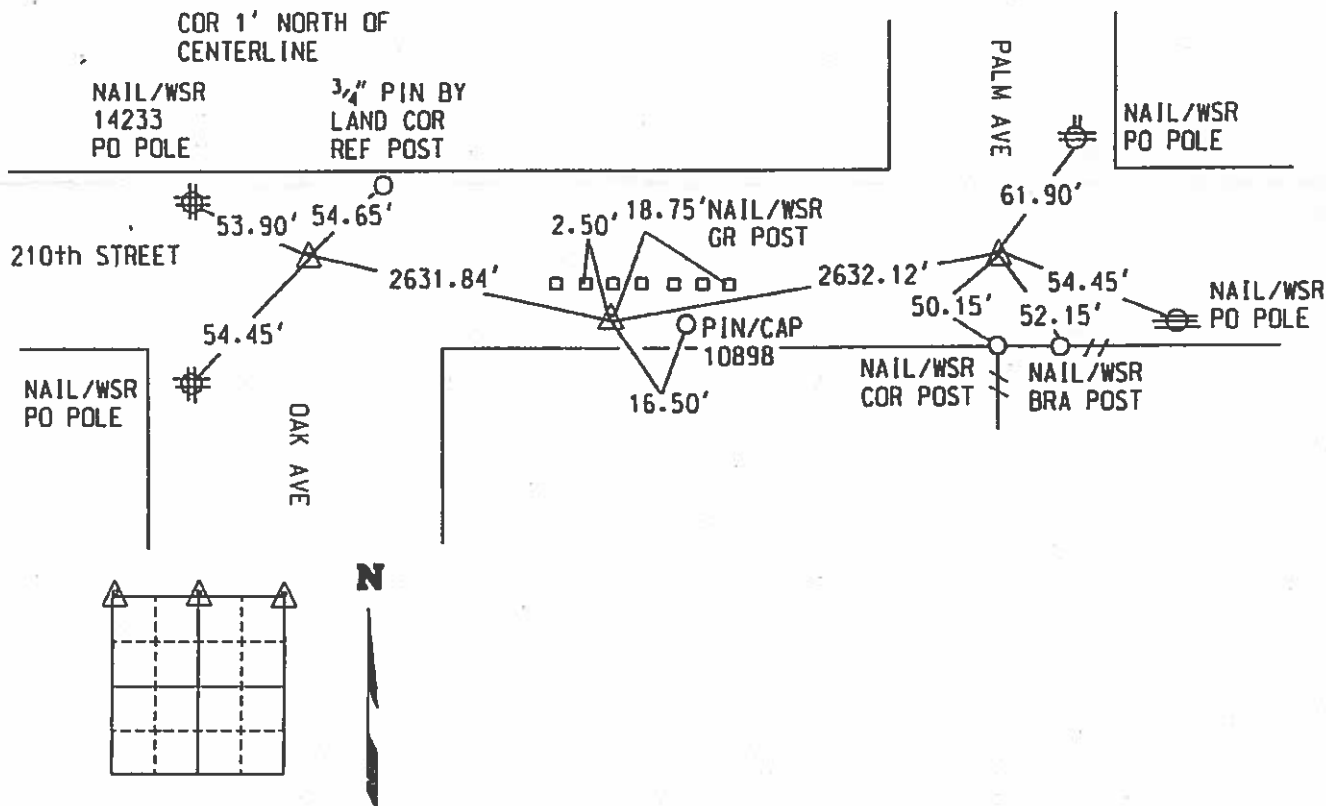 COR 1' NORTH OF
CENTERLINE
NAIL/WSR
14233
PO POLE
3/4" PIN BY
LAND COR
REF POST
PALM AVE
NAIL/WSR
PO POLE
61.90'
53.90'
54.65'
2.50'
18.75'
NAIL/WSR
GR POST
210th STREET
2631.84'
2632.12'
54.45'
50.15'
52.15'
NAIL/WSR
PO POLE
54.45'
PIN/CAP
10898
NAIL/WSR
COR POST
NAIL/WSR
BRA POST
NAIL/WSR
PO POLE
16.50'
OAK AVE
N